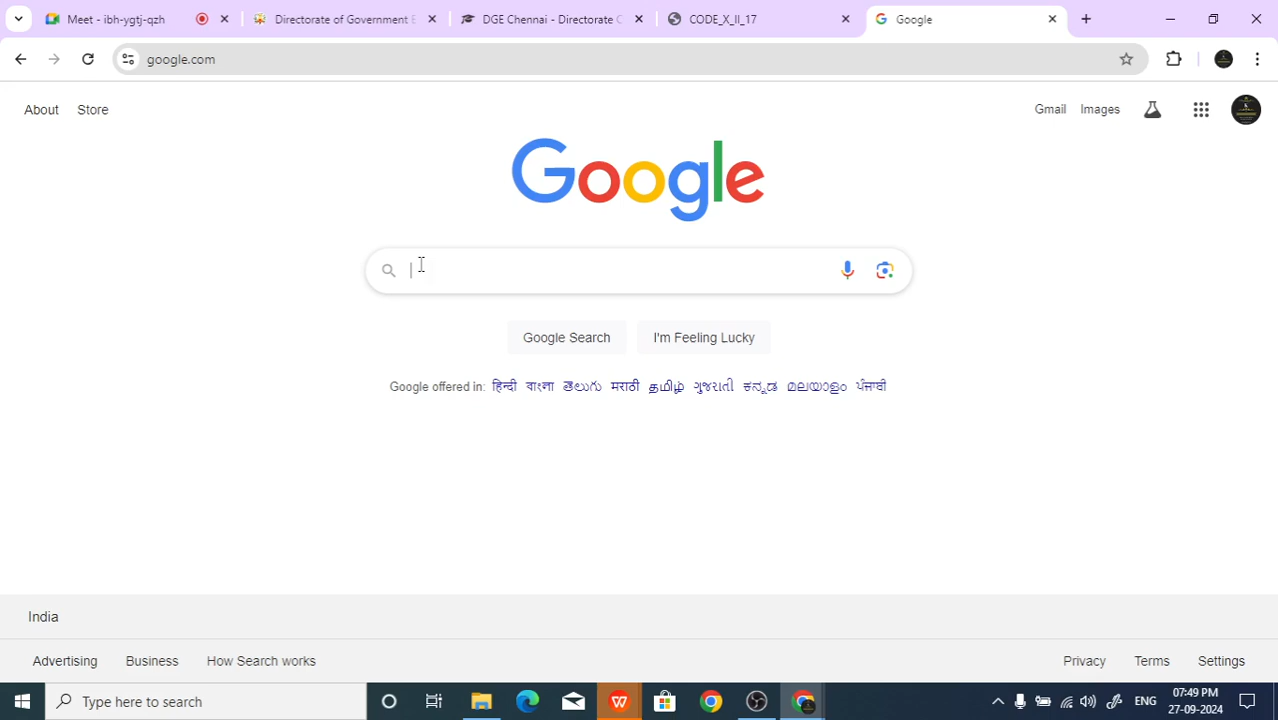 Meet - ibh-ygtj-qzh
Directorate of Government E
DGE Chennai - Directorate C
CODE_X_II_17
Google
google.com
About Store
Gmail Images
Google
Google Search I'm Feeling Lucky
Google offered in: हिन्दी বাংলা తెలుగు मराठी தமிழ் ગુજરાતી ಕನ್ನಡ മലയാളം ਪੰਜਾਬੀ
India
Advertising Business How Search works
Privacy Terms Settings
Type here to search
W
ENG
07:49 PM
27-09-2024